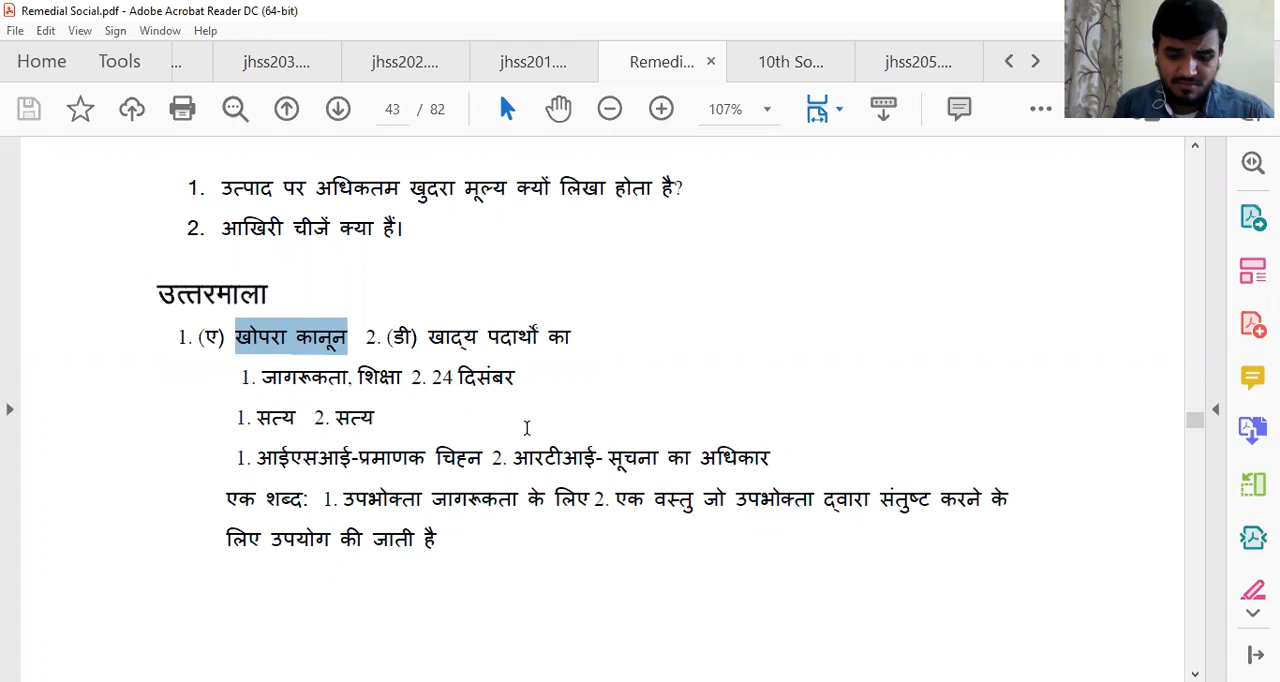 Remedial Social.pdf - Adobe Acrobat Reader DC (64-bit)
File Edit View Sign Window Help
Home Tools ... jhss203.... jhss202.... jhss201.... Remedi... × 10th So... jhss205....
43 / 82 107%
1. उत्पाद पर अधिकतम खुदरा मूल्य क्यों लिखा होता है?
2. आखिरी चीजें क्या हैं।
उत्तरमाला
1. (ए) खोपरा कानून 2. (डी) खाद्य पदार्थों का
1. जागरूकता, शिक्षा 2. 24 दिसंबर
1. सत्य 2. सत्य
1. आईएसआई-प्रमाणक चिह्न 2. आरटीआई- सूचना का अधिकार
एक शब्द: 1. उपभोक्ता जागरूकता के लिए 2. एक वस्तु जो उपभोक्ता द्वारा संतुष्ट करने के
लिए उपयोग की जाती है